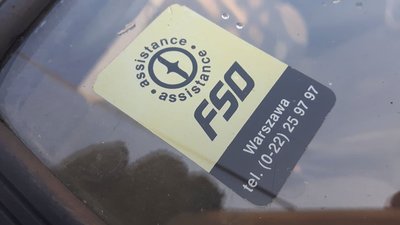 assistance
assistance
FSO
Warszawa
tel. (0-22) 25 97 97